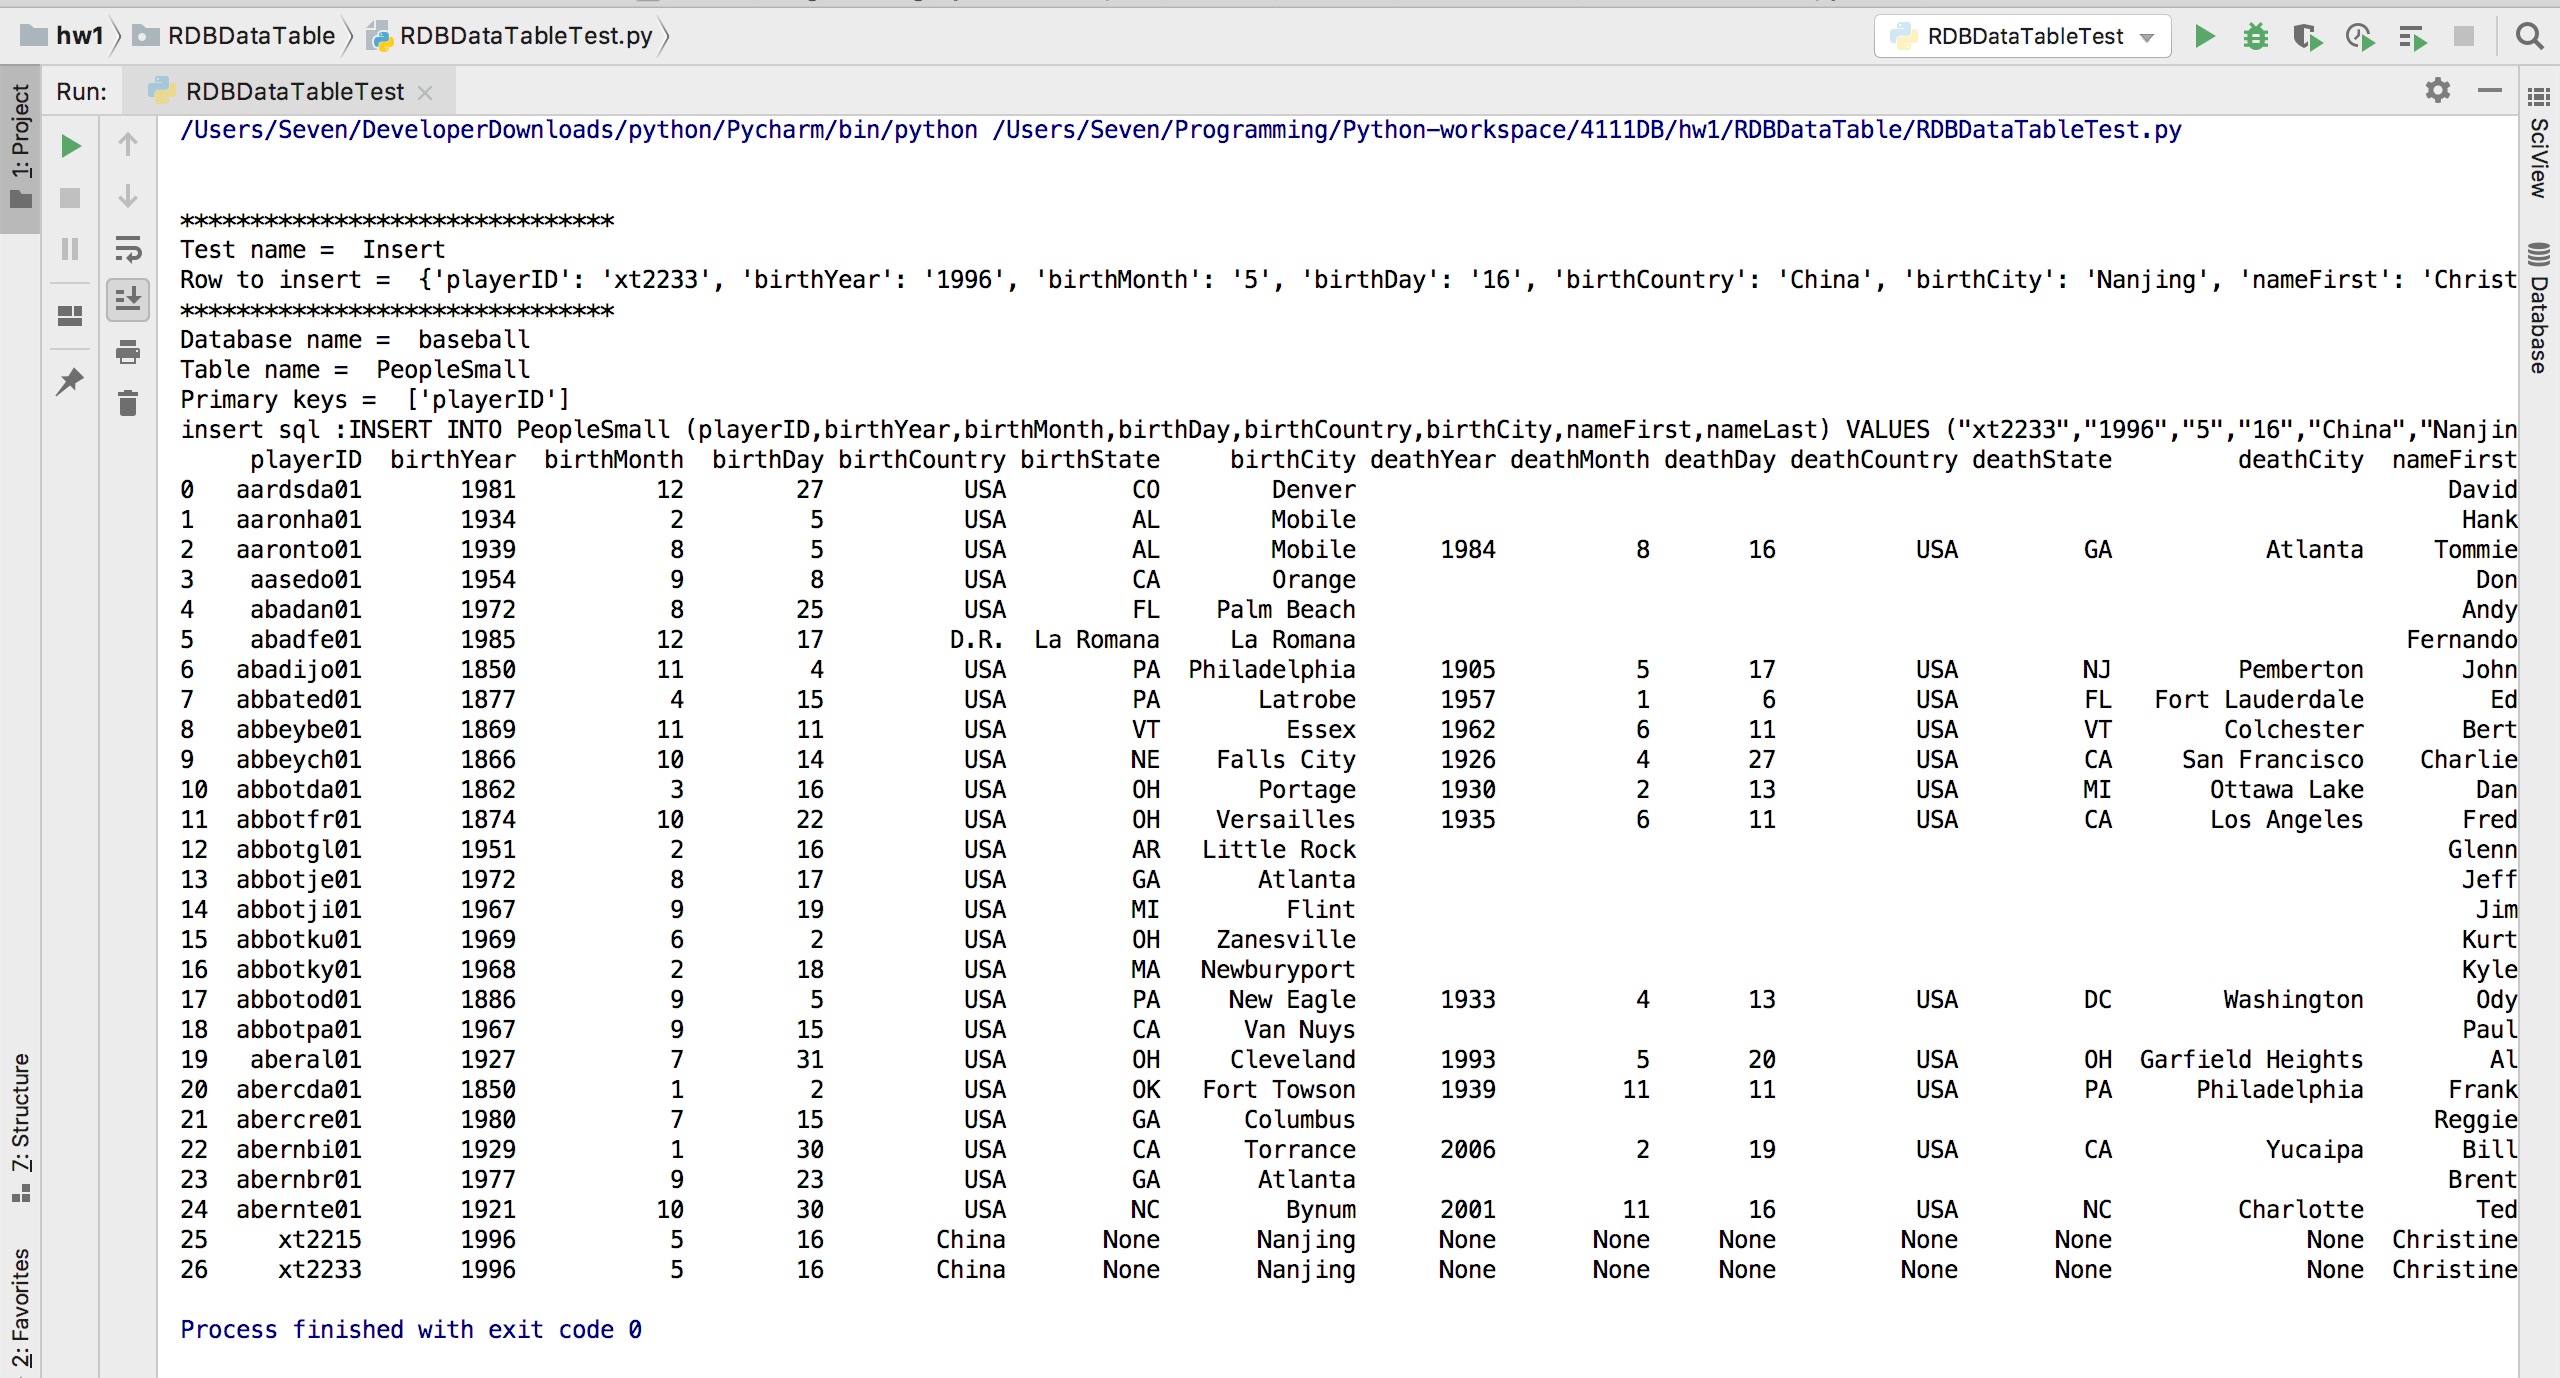 hw1 RDBDataTable RDBDataTableTest.py RDBDataTableTest
Run: RDBDataTableTest
1: Project
7: Structure
2: Favorites
SciView
Database
/Users/Seven/DeveloperDownloads/python/Pycharm/bin/python /Users/Seven/Programming/Python-workspace/4111DB/hw1/RDBDataTable/RDBDataTableTest.py
*******************************
Test name =  Insert
Row to insert =  {'playerID': 'xt2233', 'birthYear': '1996', 'birthMonth': '5', 'birthDay': '16', 'birthCountry': 'China', 'birthCity': 'Nanjing', 'nameFirst': 'Christ
*******************************
Database name =  baseball
Table name =  PeopleSmall
Primary keys =  ['playerID']
insert sql :INSERT INTO PeopleSmall (playerID,birthYear,birthMonth,birthDay,birthCountry,birthCity,nameFirst,nameLast) VALUES ("xt2233","1996","5","16","China","Nanjin
playerID birthYear birthMonth birthDay birthCountry birthState birthCity deathYear deathMonth deathDay deathCountry deathState deathCity nameFirst
0 aardsda01 1981 12 27 USA CO Denver David
1 aaronha01 1934 2 5 USA AL Mobile Hank
2 aaronto01 1939 8 5 USA AL Mobile 1984 8 16 USA GA Atlanta Tommie
3 aasedo01 1954 9 8 USA CA Orange Don
4 abadan01 1972 8 25 USA FL Palm Beach Andy
5 abadfe01 1985 12 17 D.R. La Romana La Romana Fernando
6 abadijo01 1850 11 4 USA PA Philadelphia 1905 5 17 USA NJ Pemberton John
7 abbated01 1877 4 15 USA PA Latrobe 1957 1 6 USA FL Fort Lauderdale Ed
8 abbeybe01 1869 11 11 USA VT Essex 1962 6 11 USA VT Colchester Bert
9 abbeych01 1866 10 14 USA NE Falls City 1926 4 27 USA CA San Francisco Charlie
10 abbotda01 1862 3 16 USA OH Portage 1930 2 13 USA MI Ottawa Lake Dan
11 abbotfr01 1874 10 22 USA OH Versailles 1935 6 11 USA CA Los Angeles Fred
12 abbotgl01 1951 2 16 USA AR Little Rock Glenn
13 abbotje01 1972 8 17 USA GA Atlanta Jeff
14 abbotji01 1967 9 19 USA MI Flint Jim
15 abbotku01 1969 6 2 USA OH Zanesville Kurt
16 abbotky01 1968 2 18 USA MA Newburyport Kyle
17 abbotod01 1886 9 5 USA PA New Eagle 1933 4 13 USA DC Washington Ody
18 abbotpa01 1967 9 15 USA CA Van Nuys Paul
19 aberal01 1927 7 31 USA OH Cleveland 1993 5 20 USA OH Garfield Heights Al
20 abercda01 1850 1 2 USA OK Fort Towson 1939 11 11 USA PA Philadelphia Frank
21 abercre01 1980 7 15 USA GA Columbus Reggie
22 abernbi01 1929 1 30 USA CA Torrance 2006 2 19 USA CA Yucaipa Bill
23 abernbr01 1977 9 23 USA GA Atlanta Brent
24 abernte01 1921 10 30 USA NC Bynum 2001 11 16 USA NC Charlotte Ted
25 xt2215 1996 5 16 China None Nanjing None None None None None None Christine
26 xt2233 1996 5 16 China None Nanjing None None None None None None Christine
Process finished with exit code 0